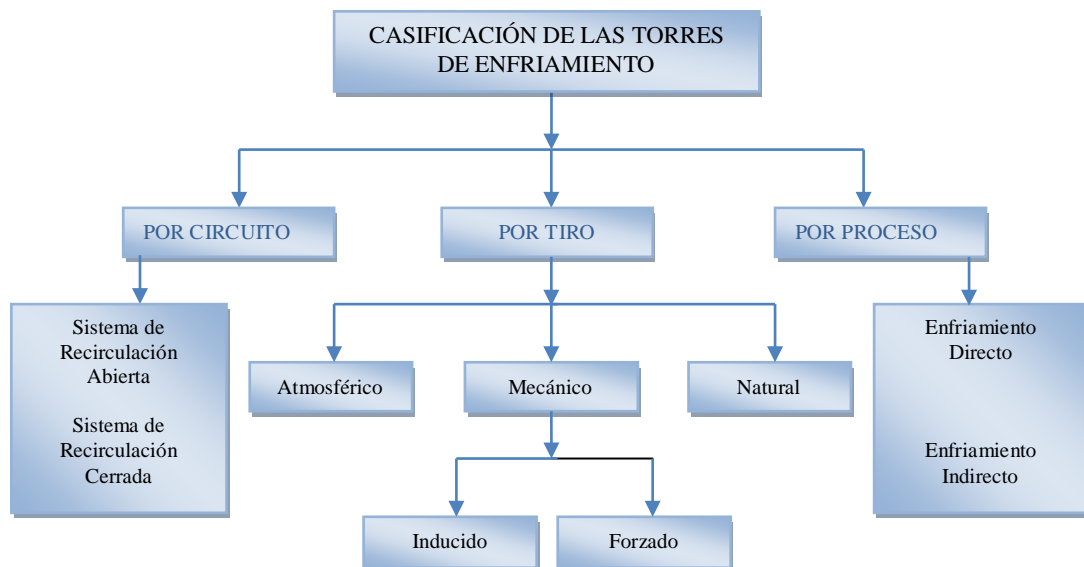 CASIFICACIÓN DE LAS TORRES
DE ENFRIAMIENTO
POR CIRCUITO
POR TIRO
POR PROCESO
Sistema de
Recirculación
Abierta
Sistema de
Recirculación
Cerrada
Atmosférico
Mecánico
Natural
Inducido
Forzado
Enfriamiento
Directo
Enfriamiento
Indirecto